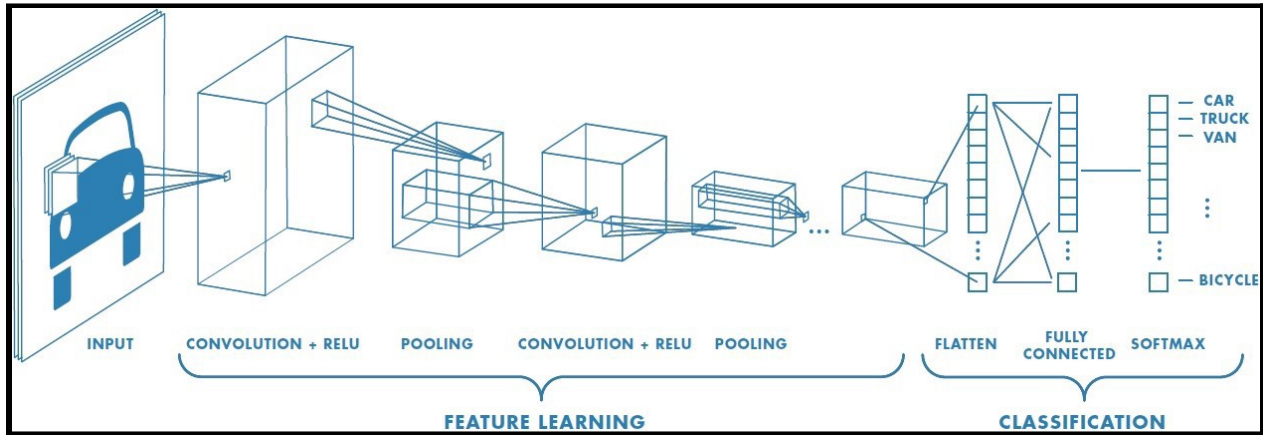 CAR
TRUCK
VAN
BICYCLE
INPUT
CONVOLUTION + RELU
POOLING
CONVOLUTION + RELU
POOLING
FLATTEN
FULLY
CONNECTED
SOFTMAX
FEATURE LEARNING
CLASSIFICATION